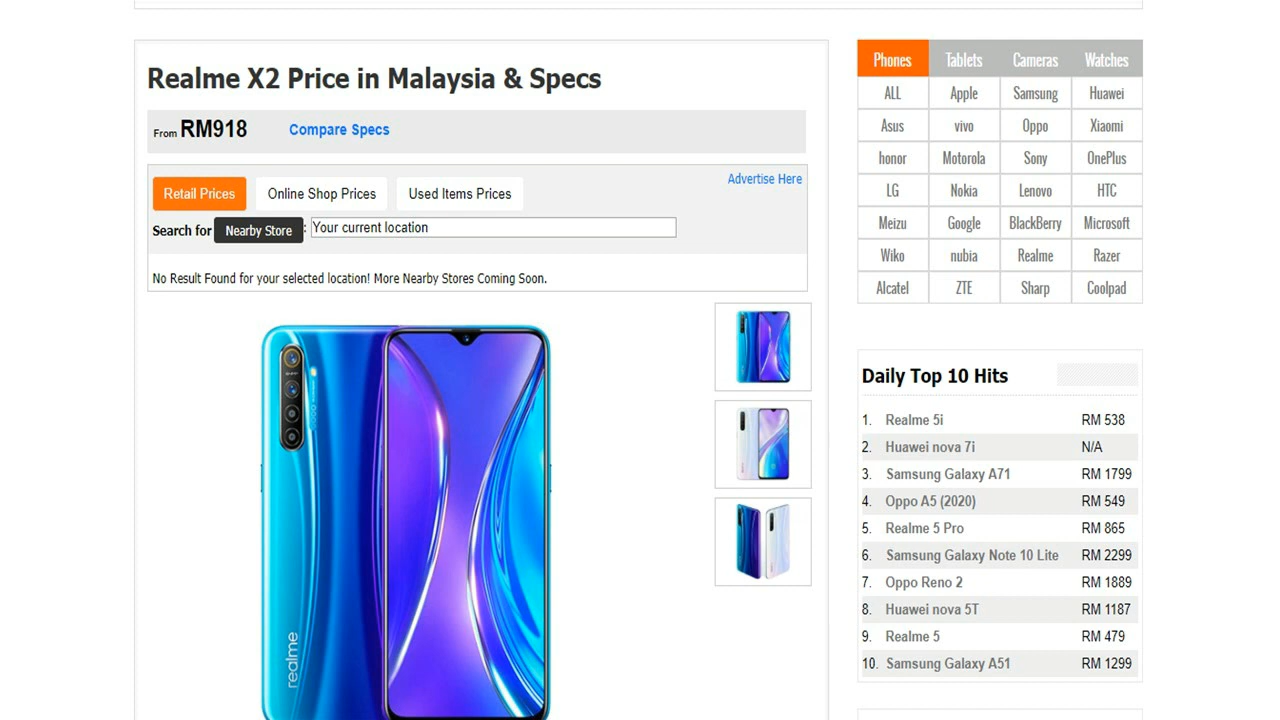 Realme X2 Price in Malaysia & Specs
From RM918 Compare Specs
Retail Prices Online Shop Prices Used Items Prices Advertise Here
Search for Nearby Store : Your current location
No Result Found for your selected location! More Nearby Stores Coming Soon.
realme
Phones Tablets Cameras Watches
ALL Apple Samsung Huawei
Asus vivo Oppo Xiaomi
honor Motorola Sony OnePlus
LG Nokia Lenovo HTC
Meizu Google BlackBerry Microsoft
Wiko nubia Realme Razer
Alcatel ZTE Sharp Coolpad
Daily Top 10 Hits
1. Realme 5i RM 538
2. Huawei nova 7i N/A
3. Samsung Galaxy A71 RM 1799
4. Oppo A5 (2020) RM 549
5. Realme 5 Pro RM 865
6. Samsung Galaxy Note 10 Lite RM 2299
7. Oppo Reno 2 RM 1889
8. Huawei nova 5T RM 1187
9. Realme 5 RM 479
10. Samsung Galaxy A51 RM 1299